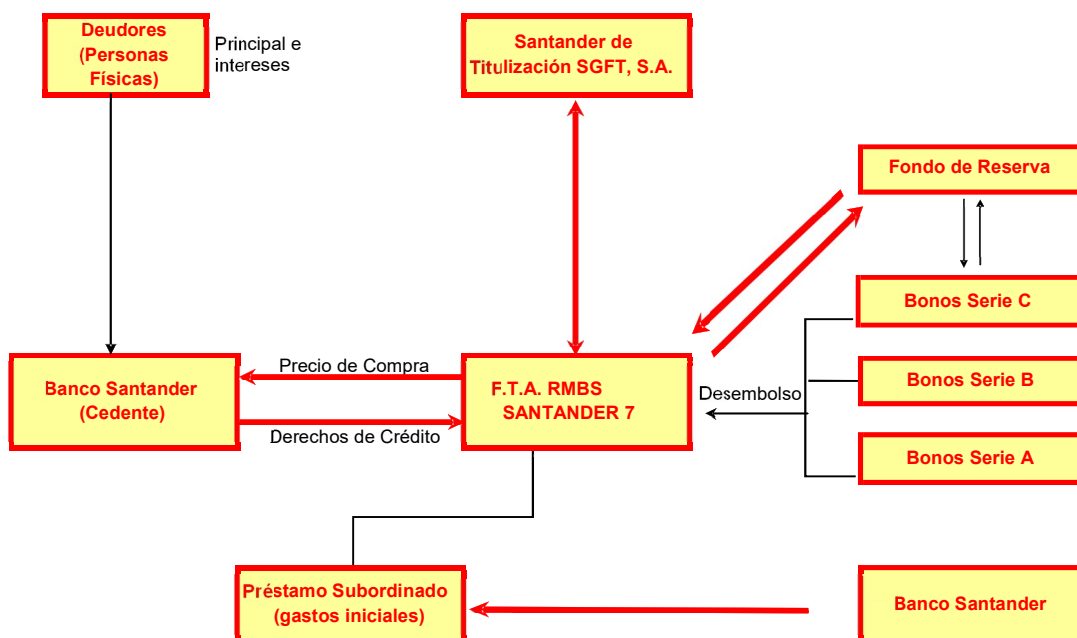 Deudores
(Personas
Físicas)
Principal e
intereses
Santander de
Titulización SGFT, S.A.
Fondo de Reserva
Bonos Serie C
Precio de Compra
Banco Santander
(Cedente)
F.T.A. RMBS
SANTANDER 7
Desembolso
Bonos Serie B
Derechos de Crédito
Bonos Serie A
Préstamo Subordinado
(gastos iniciales)
Banco Santander